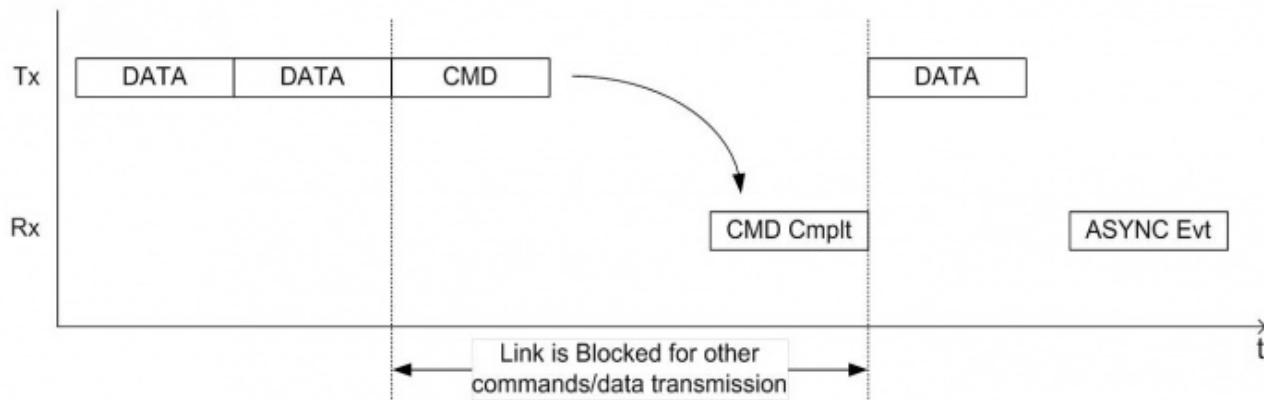 Tx
DATA
DATA
CMD
DATA
Rx
CMD Cmplt
ASYNC Evt
t
Link is Blocked for other
commands/data transmission